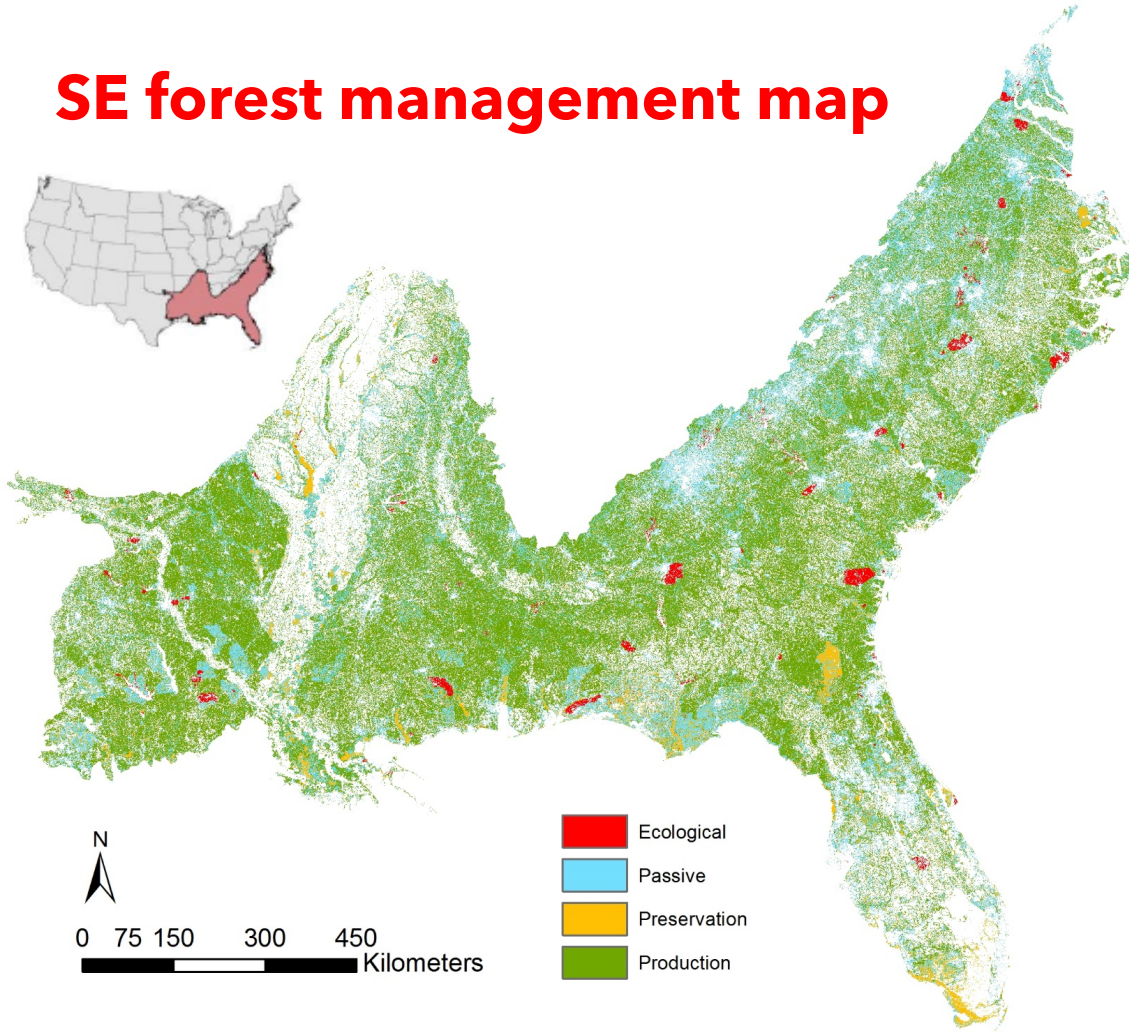 SE forest management map
Ecological
Passive
Preservation
Production
N
0 75 150 300 450
Kilometers